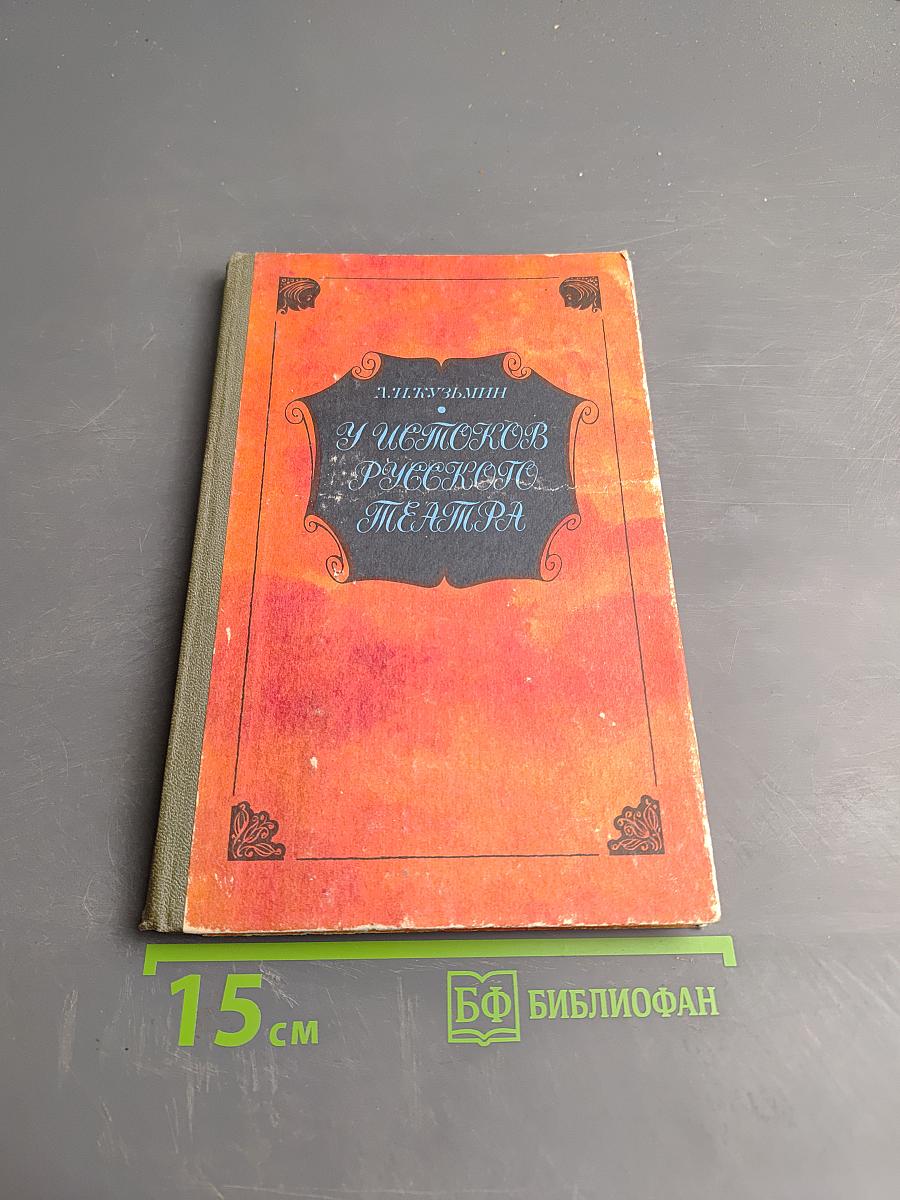 А.И.КУЗЬМИН
У ИСТОКОВ
РУССКОГО
ТЕАТРА
15 см
БФ БИБЛИОФАН